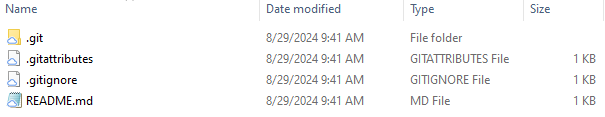 Name Date modified Type Size
.git 8/29/2024 9:41 AM File folder
.gitattributes 8/29/2024 9:41 AM GITATTRIBUTES File 1 KB
.gitignore 8/29/2024 9:41 AM GITIGNORE File 1 KB
README.md 8/29/2024 9:41 AM MD File 1 KB